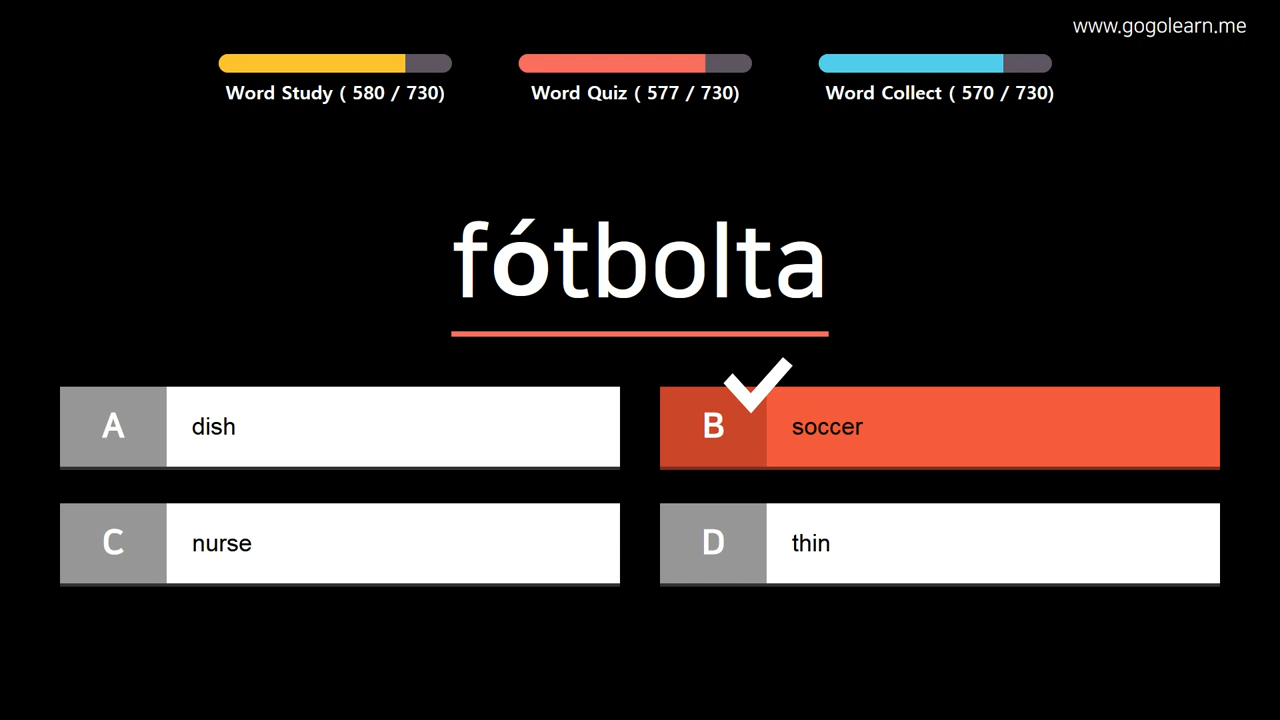 www.gogolearn.me
Word Study ( 580 / 730)
Word Quiz ( 577 / 730)
Word Collect ( 570 / 730)
fótbolta
A dish
B soccer
C nurse
D thin